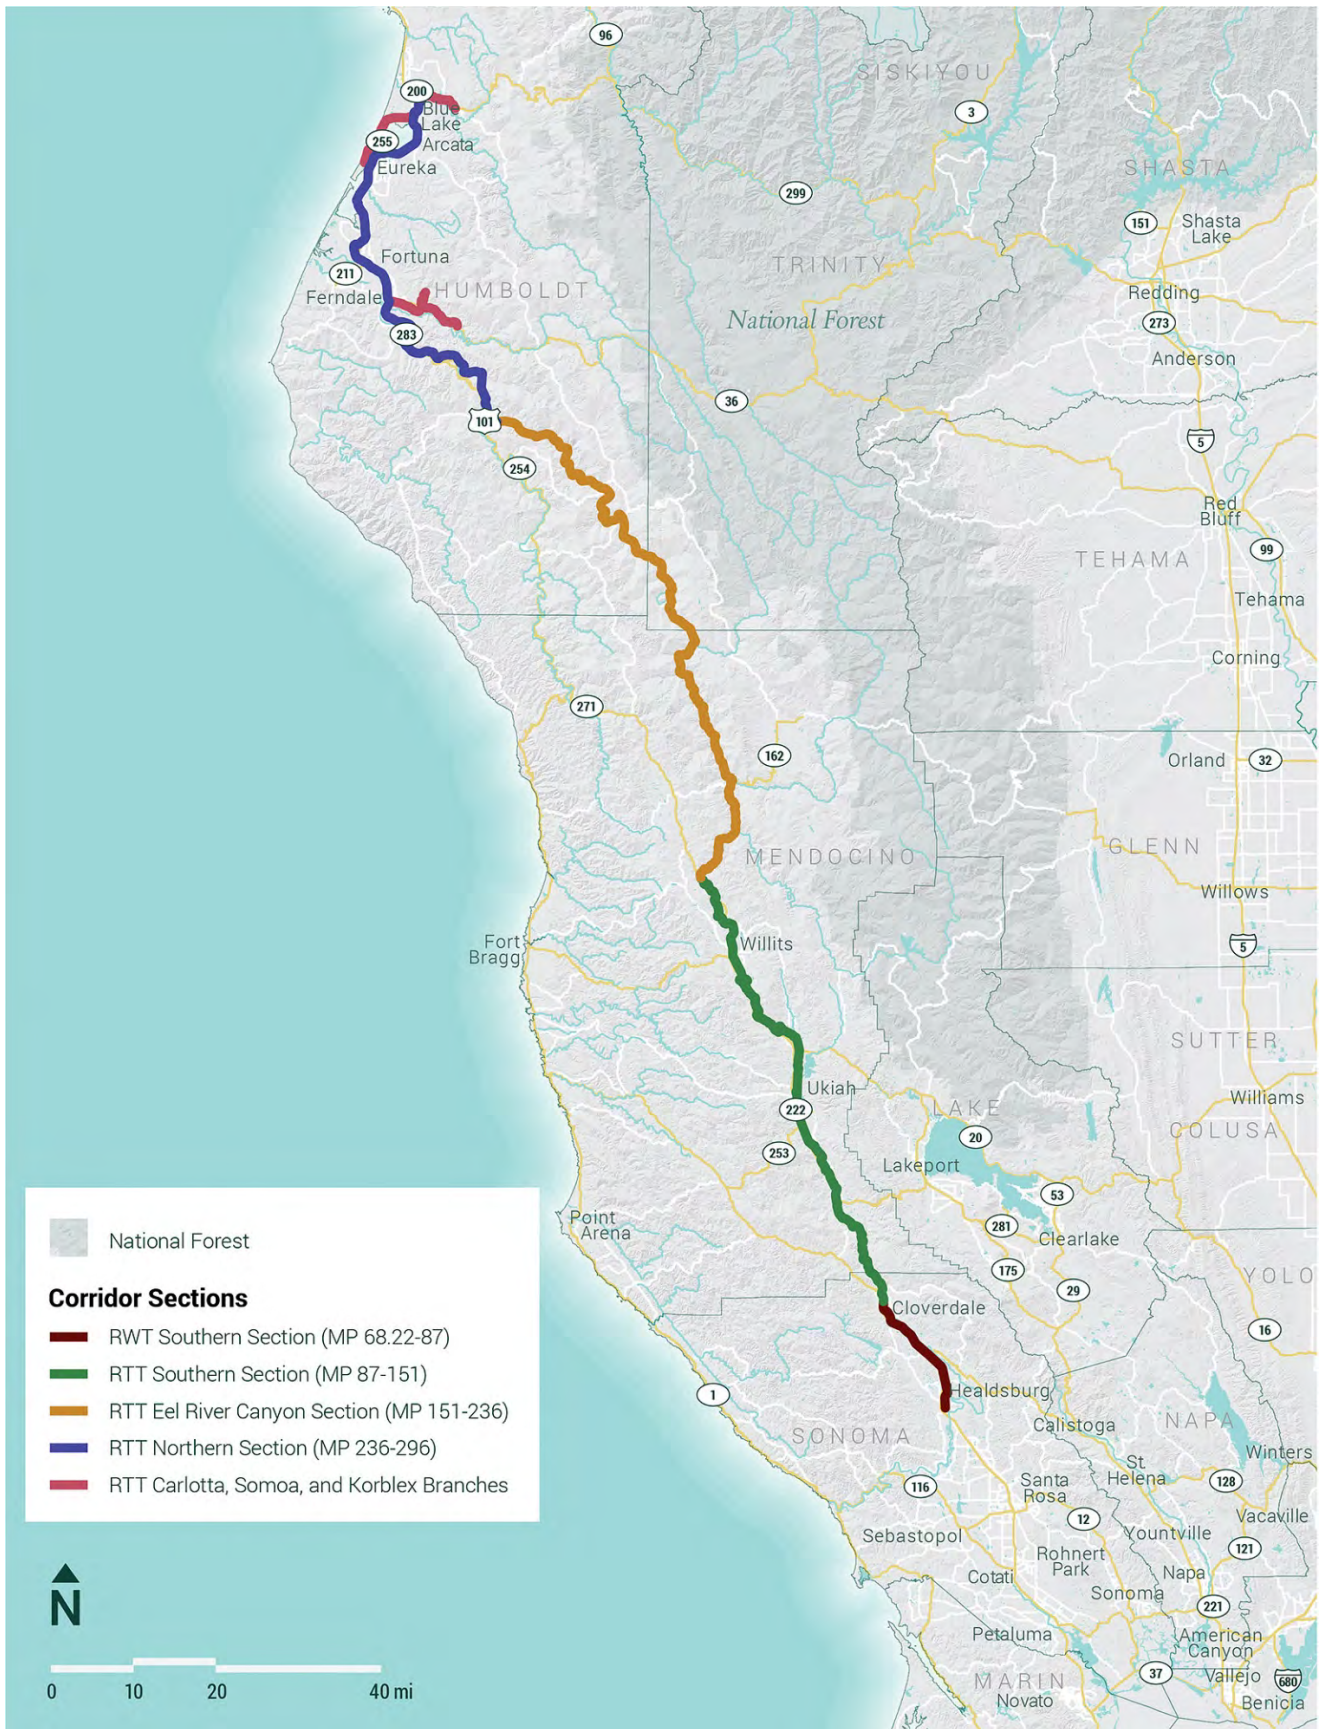 96
SISKIYOU
3
200
Blue
Lake
255
Arcata
Eureka
SHASTA
299
151
Shasta
Lake
Fortuna
211
TRINITY
Ferndale
HUMBOLDT
Redding
National Forest
273
283
Anderson
36
101
5
254
Red
Bluff
99
TEHAMA
Tehama
Corning
271
162
Orland
32
GLENN
MENDOCINO
Willows
Fort
Bragg
Willits
5
SUTTER
Ukiah
Williams
222
LAKE
COLUSA
20
253
Lakeport
53
Point
Arena
281
Clearlake
175
YOLO
29
Cloverdale
16
1
Healdsburg
Calistoga
NAPA
SONOMA
Winters
St
Helena
116
Santa
Rosa
128
12
Vacaville
Sebastopol
Yountville
121
Rohnert
Park
Cotati
Napa
Sonoma
221
Petaluma
American
Canyon
37
Vallejo
680
MARIN
Novato
Benicia
National Forest
Corridor Sections
RWT Southern Section (MP 68.22-87)
RTT Southern Section (MP 87-151)
RTT Eel River Canyon Section (MP 151-236)
RTT Northern Section (MP 236-296)
RTT Carlotta, Somoa, and Korblex Branches
N
0 10 20 40 mi